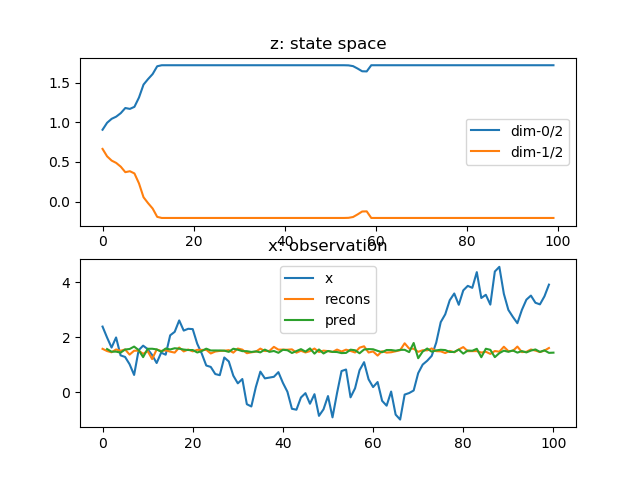 z: state space
1.5
1.0
0.5
0.0
dim-0/2
dim-1/2
0 20 40 60 80 100
x: observation
4
2
0
x
recons
pred
0 20 40 60 80 100